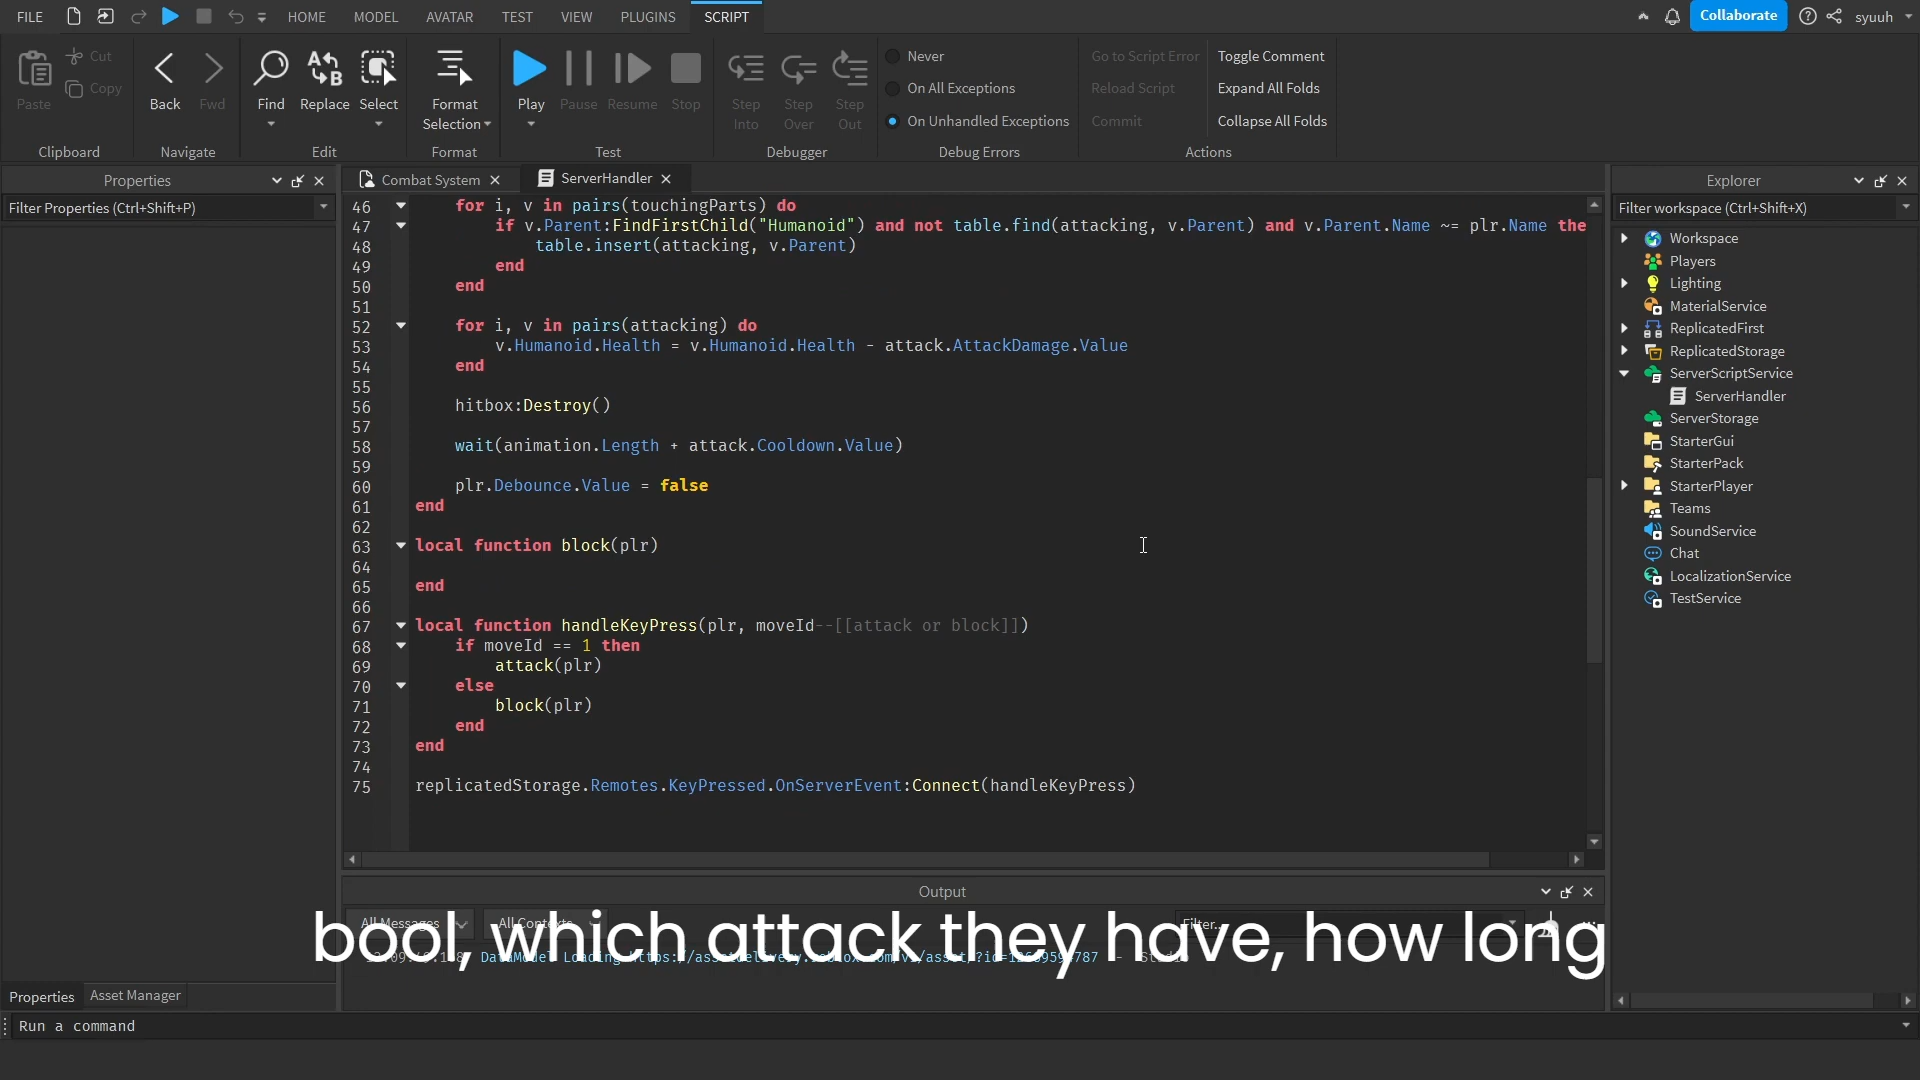 FILE HOME MODEL AVATAR TEST VIEW PLUGINS SCRIPT Collaborate syuuh
Paste Cut Copy Clipboard
Back Fwd Navigate
Find Replace Select Edit
Format Selection Format
Play Pause Resume Stop Test
Step Into Step Over Step Out Debugger
Never
On All Exceptions
On Unhandled Exceptions
Debug Errors
Go to Script Error Toggle Comment
Reload Script Expand All Folds
Commit Collapse All Folds
Actions
Properties
Filter Properties (Ctrl+Shift+P)
Combat System ServerHandler
46 for i, v in pairs(touchingParts) do
47 if v.Parent:FindFirstChild("Humanoid") and not table.find(attacking, v.Parent) and v.Parent.Name ~= plr.Name the
48 table.insert(attacking, v.Parent)
49 end
50 end
51
52 for i, v in pairs(attacking) do
53 v.Humanoid.Health = v.Humanoid.Health - attack.AttackDamage.Value
54 end
55
56 hitbox:Destroy()
57
58 wait(animation.Length + attack.Cooldown.Value)
59
60 plr.Debounce.Value = false
61 end
62
63 local function block(plr)
64
65 end
66
67 local function handleKeyPress(plr, moveId--[[attack or block]])
68 if moveId == 1 then
69 attack(plr)
70 else
71 block(plr)
72 end
73 end
74
75 replicatedStorage.Remotes.KeyPressed.OnServerEvent:Connect(handleKeyPress)
Explorer
Filter workspace (Ctrl+Shift+X)
Workspace
Players
Lighting
MaterialService
ReplicatedFirst
ReplicatedStorage
ServerScriptService
ServerHandler
ServerStorage
StarterGui
StarterPack
StarterPlayer
Teams
SoundService
Chat
LocalizationService
TestService
Output
All Messages All Contexts Filter...
DataModel Loading
bool, which attack they have, how long
Properties Asset Manager
Run a command